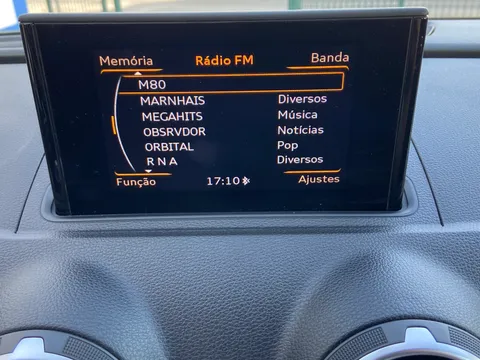 Memória Rádio FM Banda
M80
MARNHAIS Diversos
MEGAHITS Música
OBSRVDOR Notícias
ORBITAL Pop
R N A Diversos
Função 17:10 Ajustes